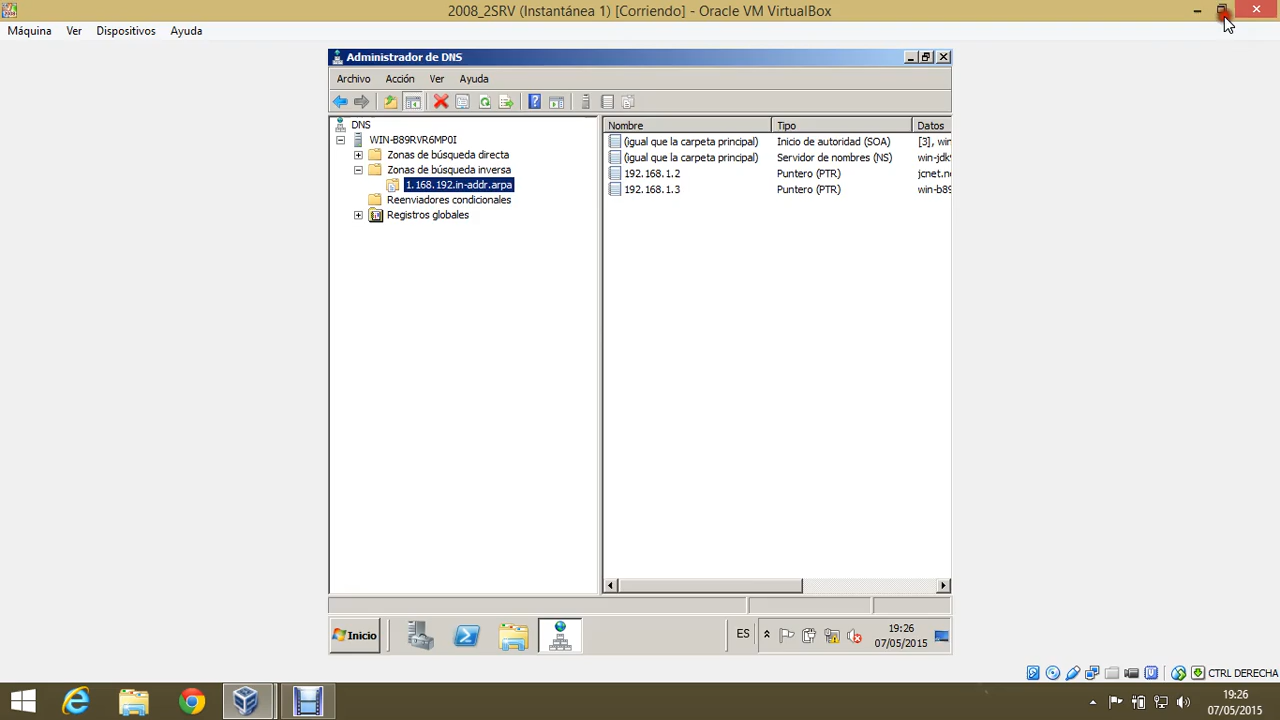 2008_2SRV (Instantánea 1) [Corriendo] - Oracle VM VirtualBox
Máquina Ver Dispositivos Ayuda
Administrador de DNS
Archivo Acción Ver Ayuda
DNS
WIN-B89RVR6MP0I
Zonas de búsqueda directa
Zonas de búsqueda inversa
1.168.192.in-addr.arpa
Reenviadores condicionales
Registros globales
Nombre Tipo Datos
(igual que la carpeta principal) Inicio de autoridad (SOA) [3], win
(igual que la carpeta principal) Servidor de nombres (NS) win-jdk
192.168.1.2 Puntero (PTR) jcnet.n
192.168.1.3 Puntero (PTR) win-b89
Inicio
ES
19:26
07/05/2015
CTRL DERECHA
19:26
07/05/2015